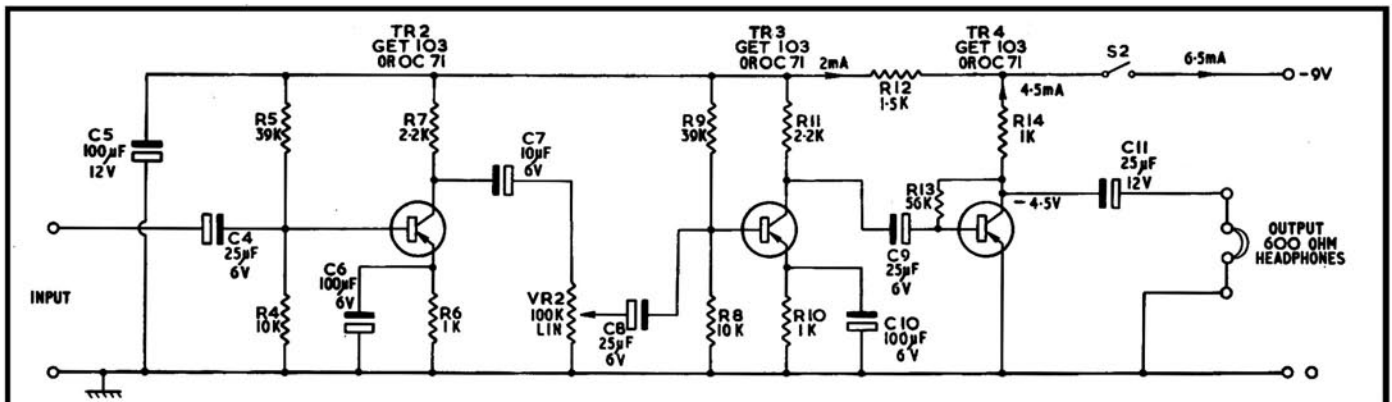 TR2
GET 103
OR OC 71
TR3
GET 103
OR OC 71
TR4
GET 103
OR OC 71
2mA
R12
1.5K
4·5mA
S2
6·5mA
-9V
C5
100µF
12V
R5
39K
R7
2·2K
C7
10µF
6V
R9
39K
R11
2·2K
R14
1K
C11
25µF
12V
R13
56K
-4·5V
C4
25µF
6V
C6
100µF
6V
C9
25µF
6V
OUTPUT
600 OHM
HEADPHONES
INPUT
R4
10K
R6
1K
VR2
100K
LIN
C8
25µF
6V
R8
10K
R10
1K
C10
100µF
6V